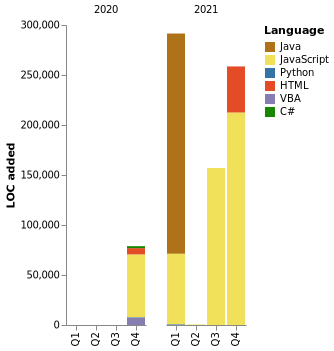 2020 2021
Language
Java
JavaScript
Python
HTML
VBA
C#
LOC added
300,000
250,000
200,000
150,000
100,000
50,000
0
Q1 Q2 Q3 Q4 Q1 Q2 Q3 Q4